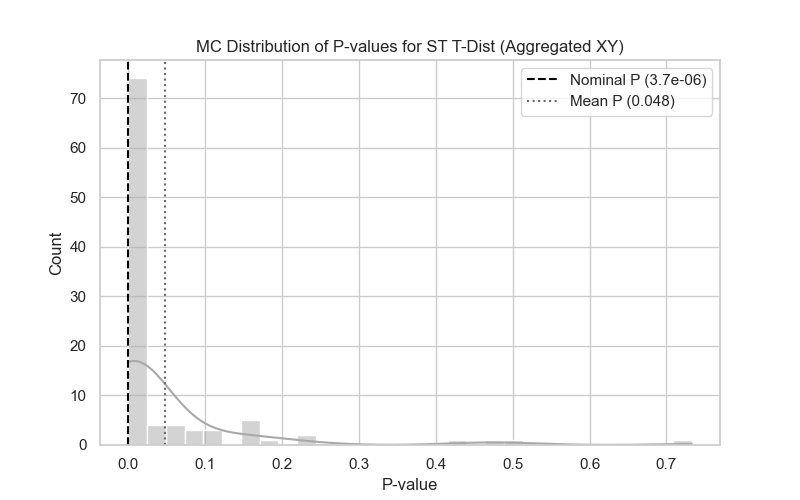 MC Distribution of P-values for ST T-Dist (Aggregated XY)
Nominal P (3.7e-06)
Mean P (0.048)
Count
70
60
50
40
30
20
10
0
0.0 0.1 0.2 0.3 0.4 0.5 0.6 0.7
P-value